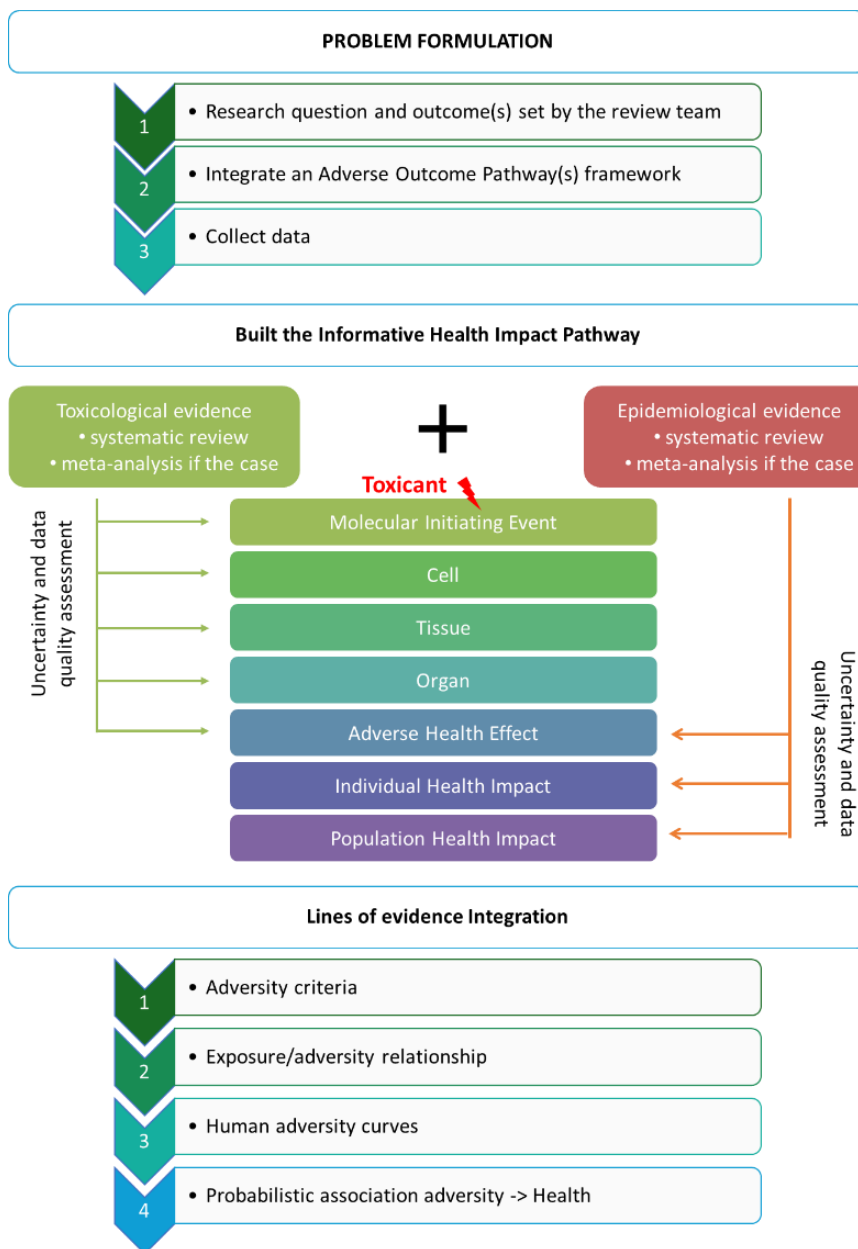 PROBLEM FORMULATION
1
• Research question and outcome(s) set by the review team
2
• Integrate an Adverse Outcome Pathway(s) framework
3
• Collect data
Built the Informative Health Impact Pathway
Toxicological evidence
• systematic review
• meta-analysis if the case
+
Epidemiological evidence
• systematic review
• meta-analysis if the case
Toxicant
Uncertainty and data
quality assessment
Molecular Initiating Event
Cell
Tissue
Organ
Adverse Health Effect
Individual Health Impact
Population Health Impact
Uncertainty and data
quality assessment
Lines of evidence Integration
1
• Adversity criteria
2
• Exposure/adversity relationship
3
• Human adversity curves
4
• Probabilistic association adversity -> Health